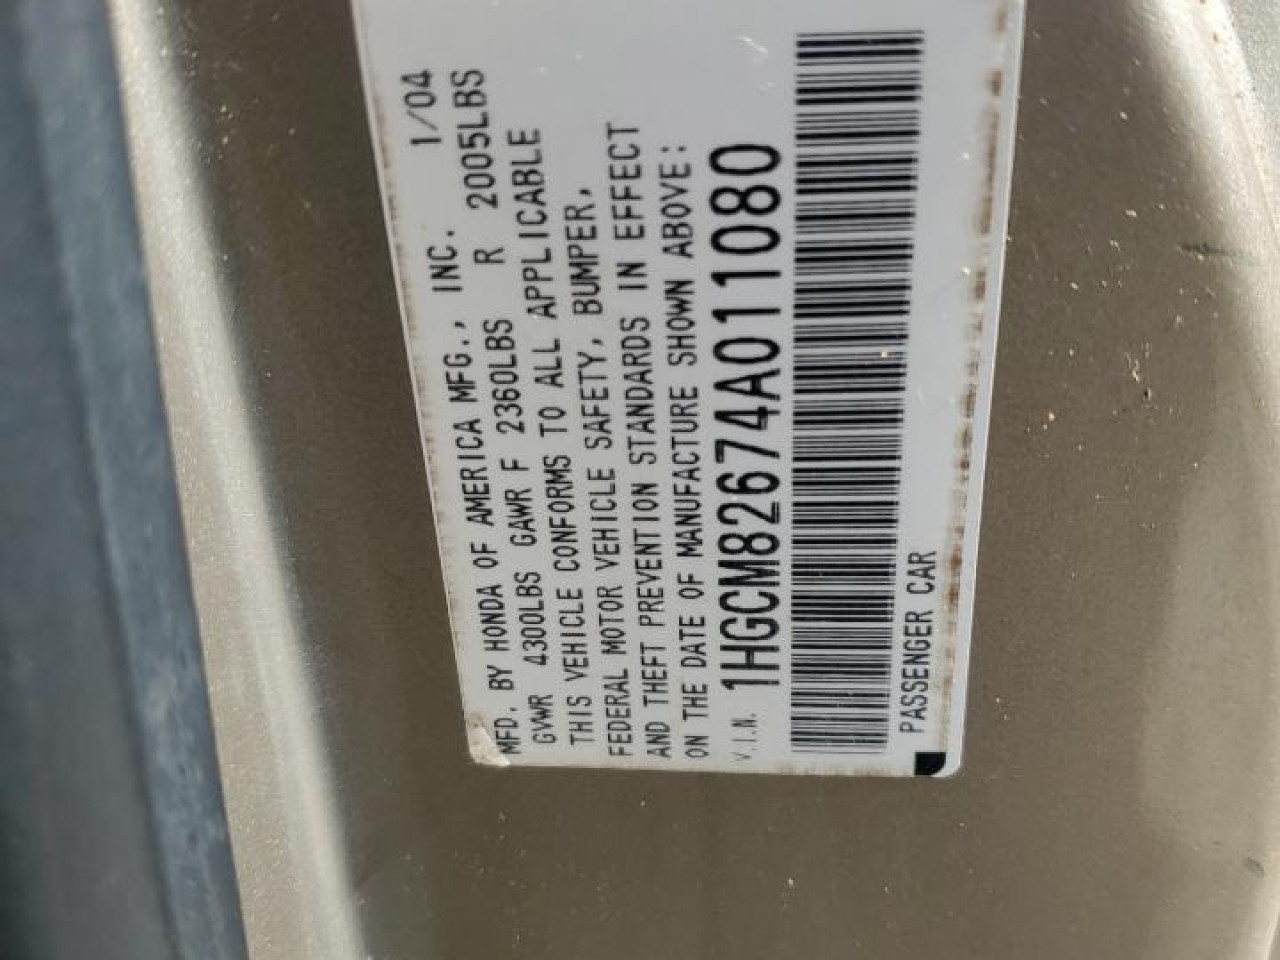 MFD. BY HONDA OF AMERICA MFG., INC. 1/04
GVWR 4300LBS GAWR F 2360LBS R 2005LBS
THIS VEHICLE CONFORMS TO ALL APPLICABLE
FEDERAL MOTOR VEHICLE SAFETY, BUMPER,
AND THEFT PREVENTION STANDARDS IN EFFECT
ON THE DATE OF MANUFACTURE SHOWN ABOVE:
V.I.N. 1HGCM82674A011080
PASSENGER CAR